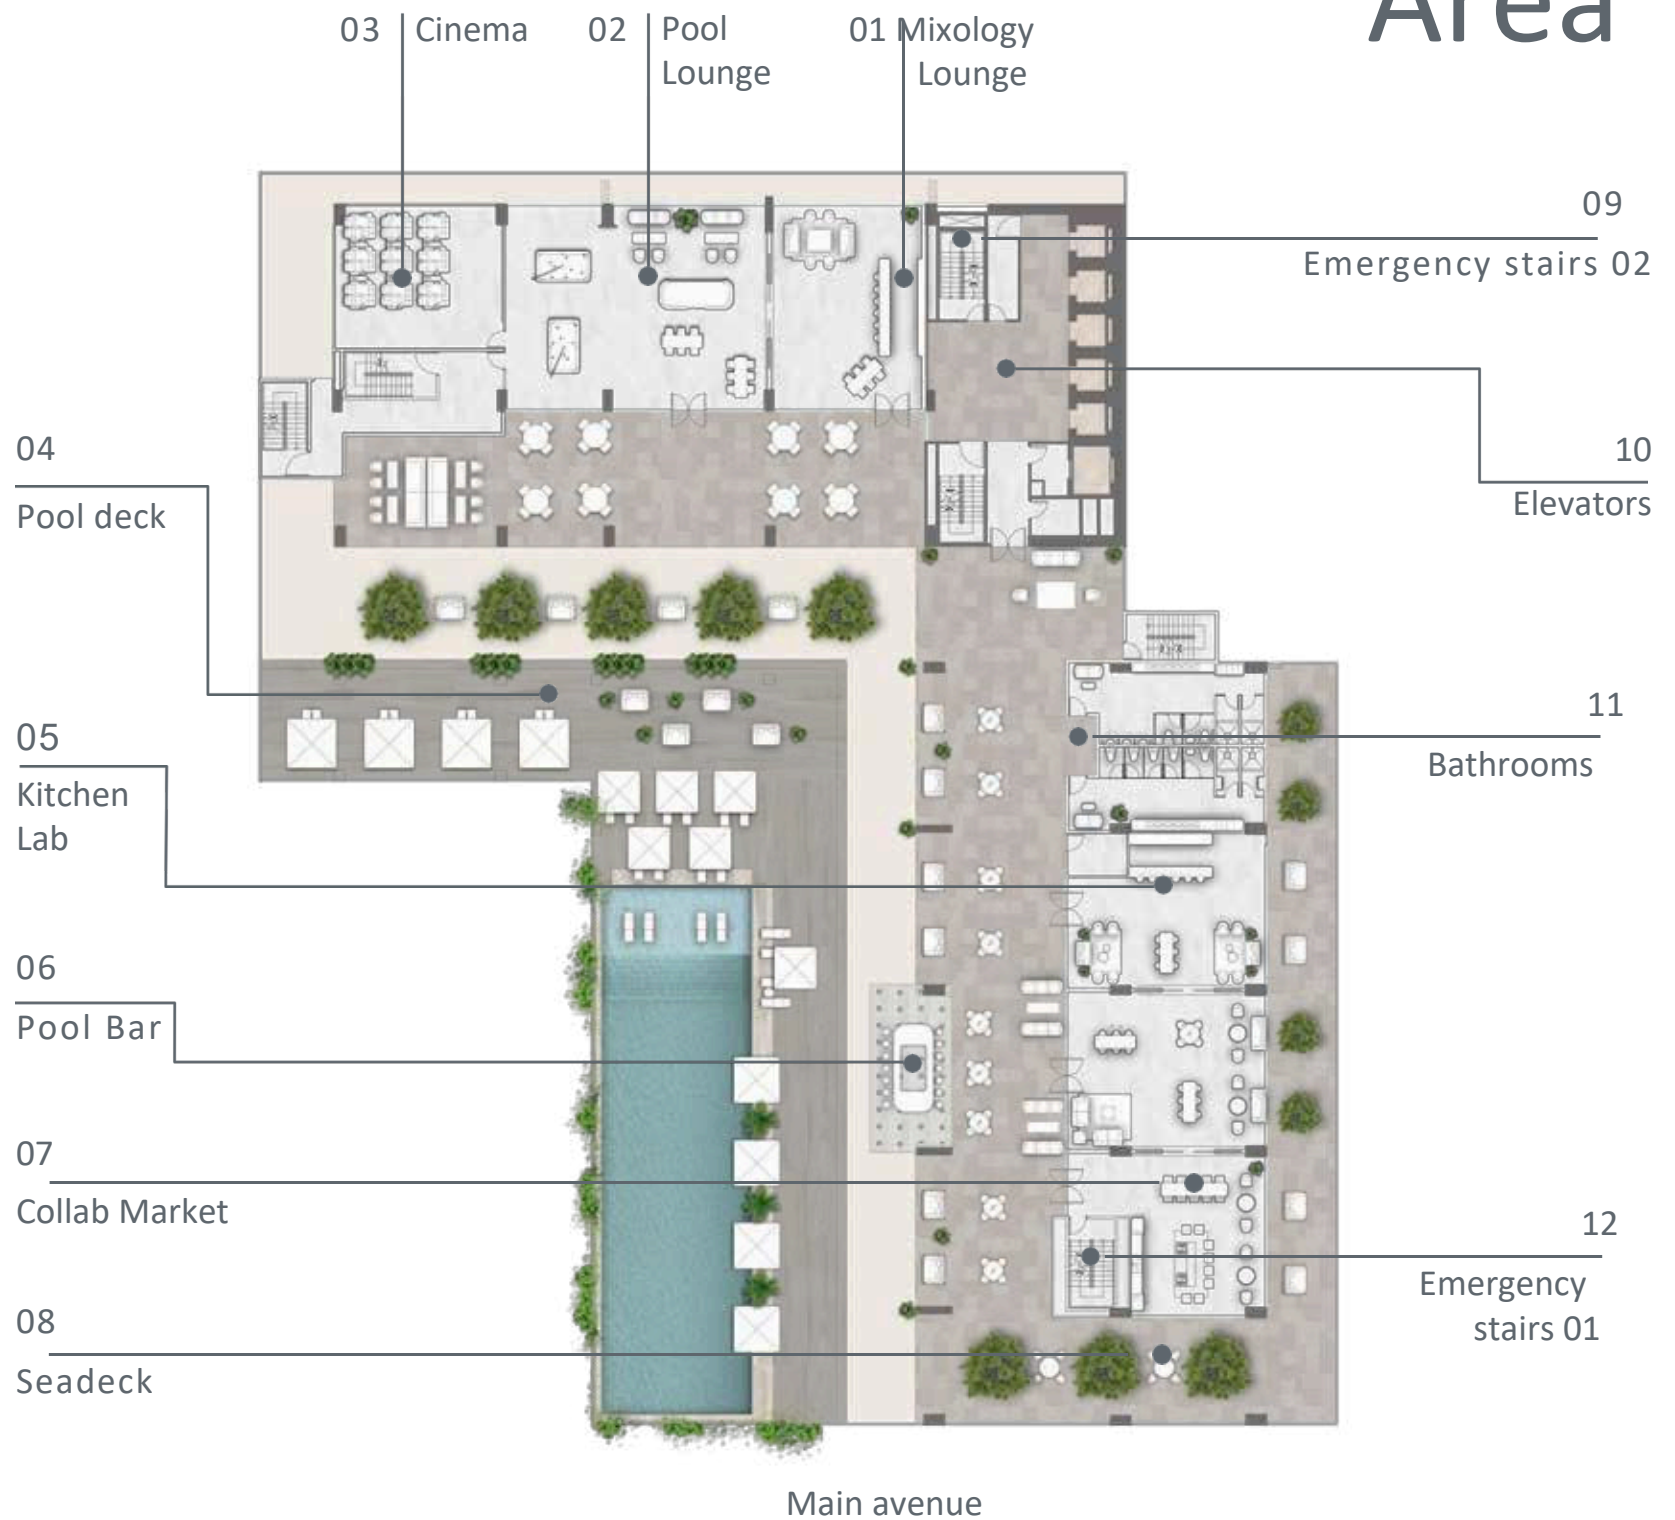 Area
03 Cinema
02 Pool
Lounge
01 Mixology
Lounge
09
Emergency stairs 02
04
Pool deck
10
Elevators
05
Kitchen
Lab
11
Bathrooms
06
Pool Bar
07
Collab Market
12
Emergency
stairs 01
08
Seadeck
Main avenue